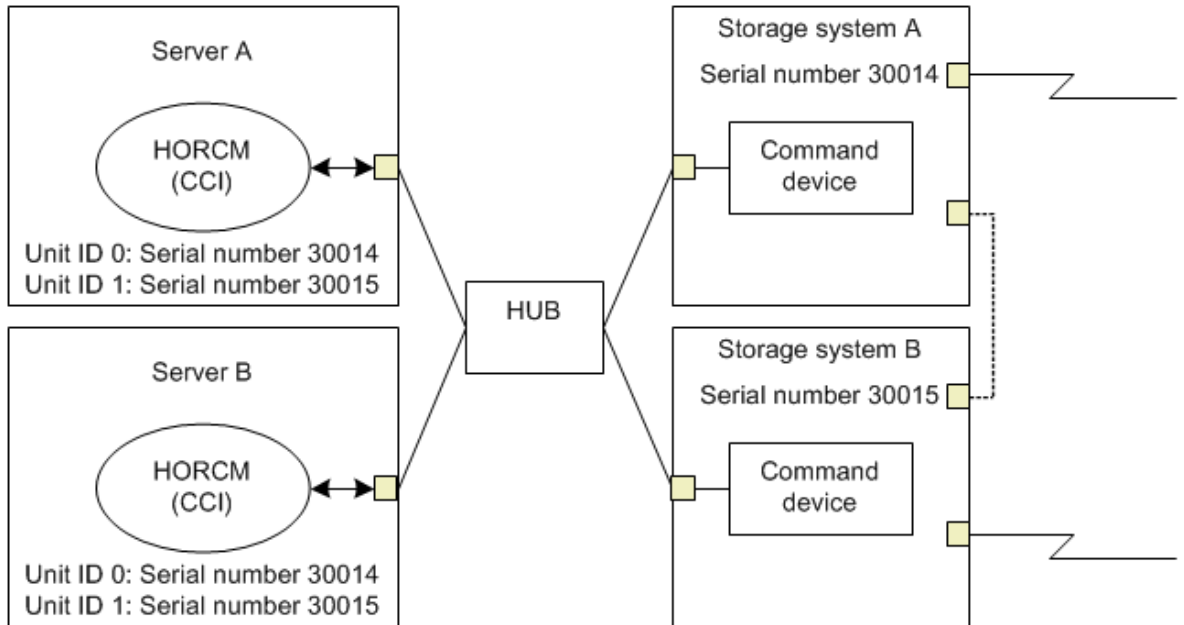 Server A
HORCM
(CCI)
Unit ID 0: Serial number 30014
Unit ID 1: Serial number 30015
Server B
HORCM
(CCI)
Unit ID 0: Serial number 30014
Unit ID 1: Serial number 30015
HUB
Storage system A
Serial number 30014
Command
device
Storage system B
Serial number 30015
Command
device